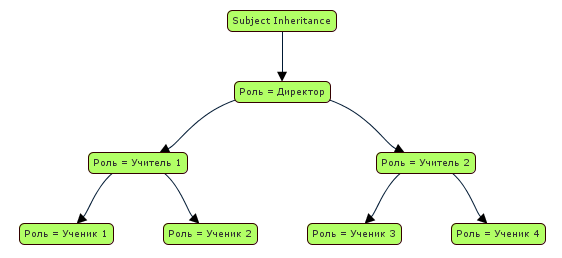 Subject Inheritance
Роль = Директор
Роль = Учитель 1
Роль = Учитель 2
Роль = Ученик 1
Роль = Ученик 2
Роль = Ученик 3
Роль = Ученик 4